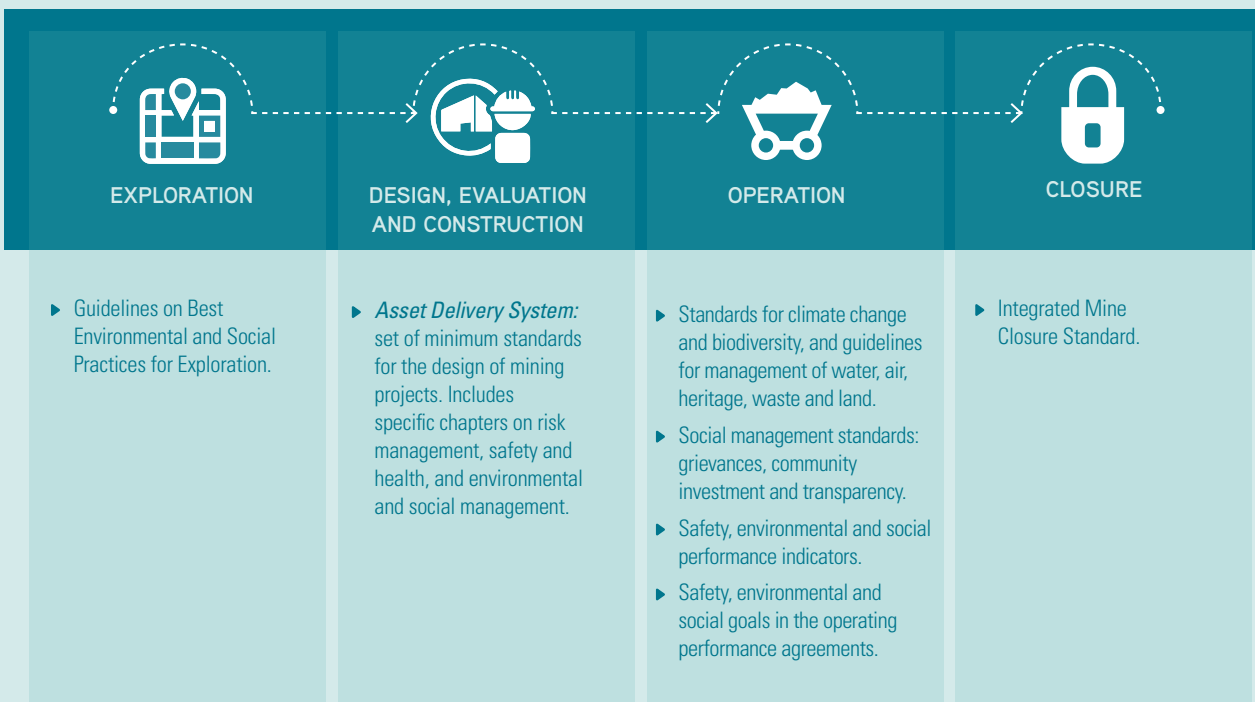 EXPLORATION
DESIGN, EVALUATION
AND CONSTRUCTION
OPERATION
CLOSURE
Guidelines on Best
Environmental and Social
Practices for Exploration.
Asset Delivery System:
set of minimum standards
for the design of mining
projects. Includes
specific chapters on risk
management, safety and
health, and environmental
and social management.
Standards for climate change
and biodiversity, and guidelines
for management of water, air,
heritage, waste and land.
Social management standards:
grievances, community
investment and transparency.
Safety, environmental and social
performance indicators.
Safety, environmental and
social goals in the operating
performance agreements.
Integrated Mine
Closure Standard.